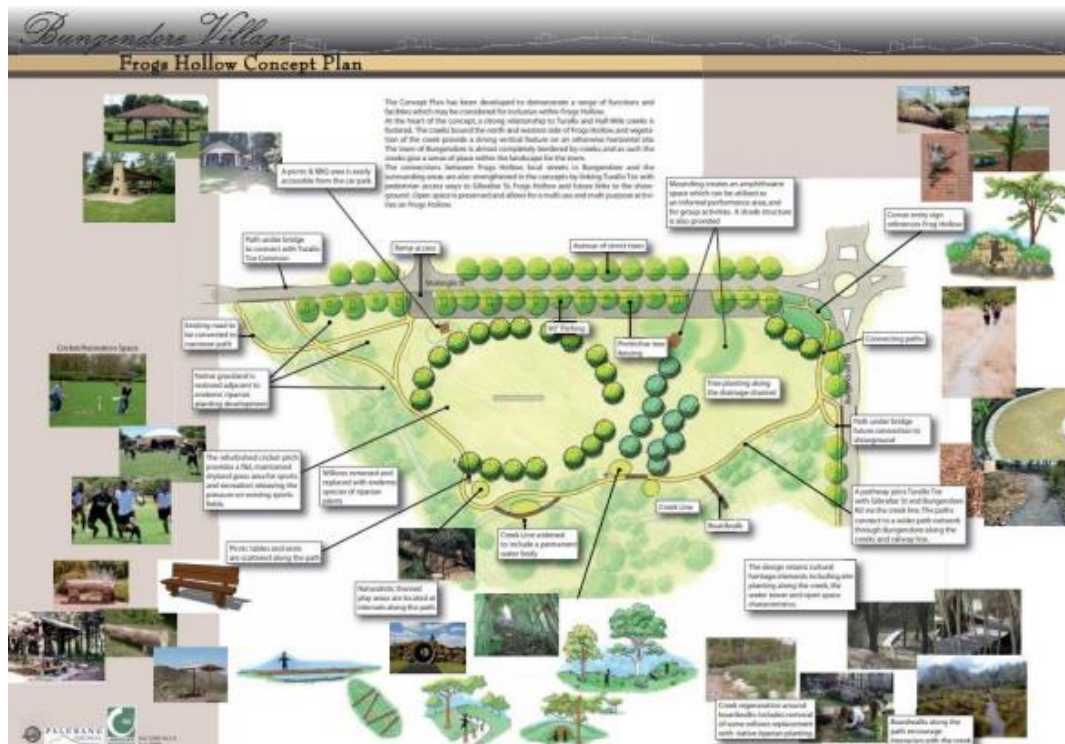 Bungendore Village
Frogs Hollow Concept Plan
The Concept Plan has been developed to demonstrate a range of functions and
facilities which may be considered for inclusion within Frogs Hollow.
At the heart of the concept, a strong relationship to Turallo and Half Mile creeks is
fostered. The creeks bound the north and western side of Frogs Hollow, and vegeta-
tion of the creek provide a strong vertical feature on an otherwise horizontal site.
The town of Bungendore is almost completely bordered by creeks and as such the
creeks give a sense of place within the landscape for the town.
The connections between Frogs Hollow, local streets in Bungendore and the
surrounding areas are also strengthened in the concepts by linking Turallo Tce with
pedestrian access ways to Gibraltar St, Frogs Hollow and future links to the show-
ground. Open space is preserved and allows for a multi use and multi purpose activi-
ties on Frogs Hollow.
A picnic & BBQ area is easily
accessible from the car park
Mounding creates an amphitheatre
space which can be utilised as
an informal performance area, and
for group activities. A shade structure
is also provided
Corner entry sign
references Frog Hollow
Path under bridge
to connect with Turallo
Tce Common
Ramp access
Avenue of street trees
Existing road to
be converted to
narrower path
90° Parking
Protective tree
fencing
Connecting paths
Cricket/Recreation Space
Native grassland is
restored adjacent to
endemic riparian
planting development
Tree planting along
the drainage channel
Path under bridge
future connection to
showground
The refurbished cricket pitch
provides a flat, maintained
dryland grass area for sports
and recreation releasing the
pressure on existing sports
fields.
Willows removed and
replaced with endemic
species of riparian
plants
A pathway joins Turallo Tce
with Gibraltar St and Bungendore
Rd via the creek line. The paths
connect to a wider path network
through Bungendore along the
creeks and railway line.
Creek Line
Boardwalk
Picnic tables and seats
are scattered along the path
Creek Line widened
to include a permanent
water body
Naturalistic themed
play areas are located at
intervals along the path
The design retains cultural
heritage elements including elm
planting along the creek, the
water tower and open space
characteristics.
Creek regeneration around
boardwalks includes removal
of some willows replacement
with native riparian planting
Boardwalks along the
path encourage
interaction with the creek
PALERANG
COUNCIL